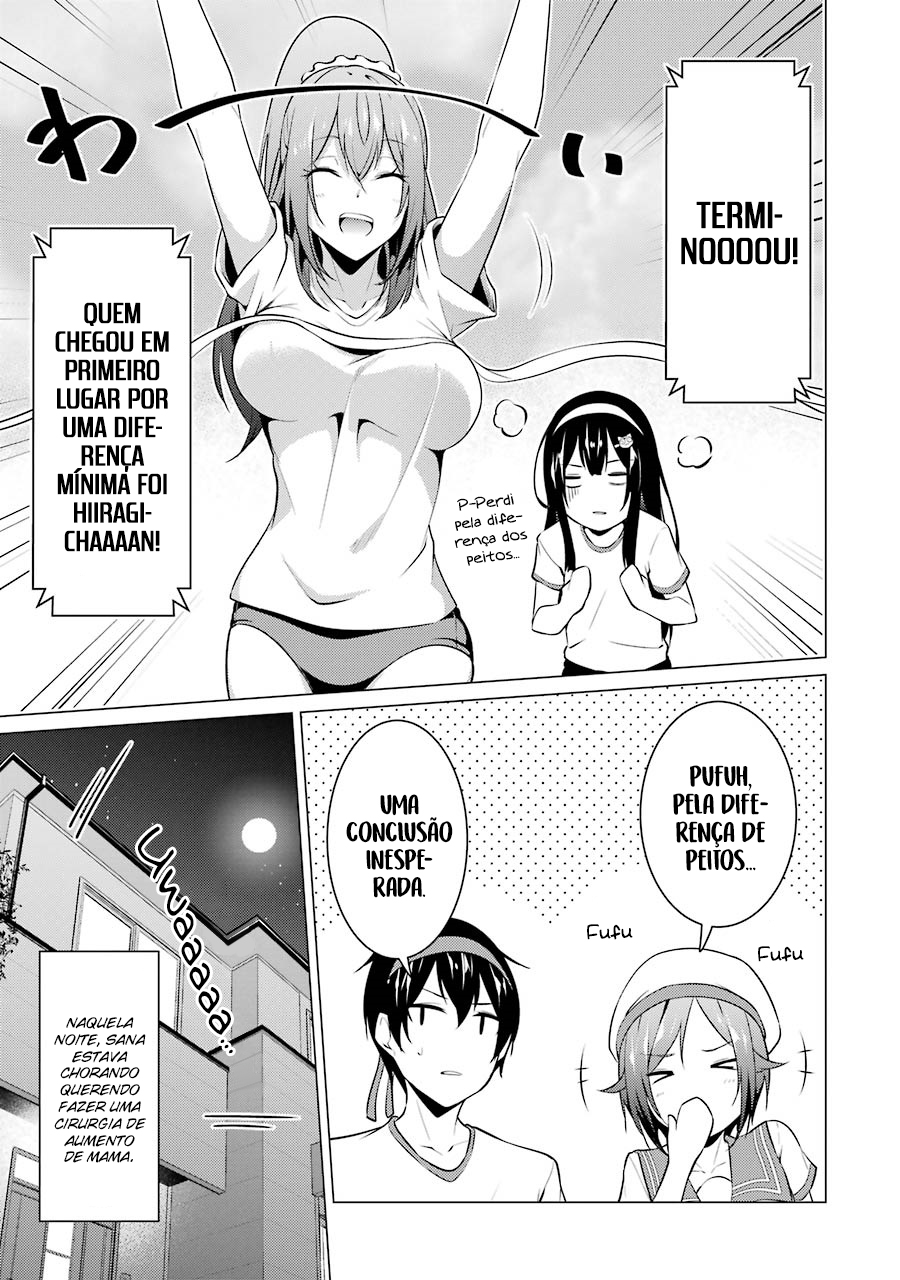 TERMI-
NOOOOU!
わーい
QUEM
CHEGOU EM
PRIMEIRO
LUGAR POR
UMA DIFE-
RENÇA
MÍNIMA FOI
HIIRAGI-
CHAAAAN!
P-Perdi
pela dife-
rença dos
peitos...
PUFUH,
PELA DIFE-
RENÇA DE
PEITOS...
Fufu
Fufu
UMA
CONCLUSÃO
INESPE-
RADA.
Uwaaaaa...
NAQUELA
NOITE, SANA
ESTAVA
CHORANDO
QUERENDO
FAZER UMA
CIRURGIA DE
AUMENTO
DE MAMA.